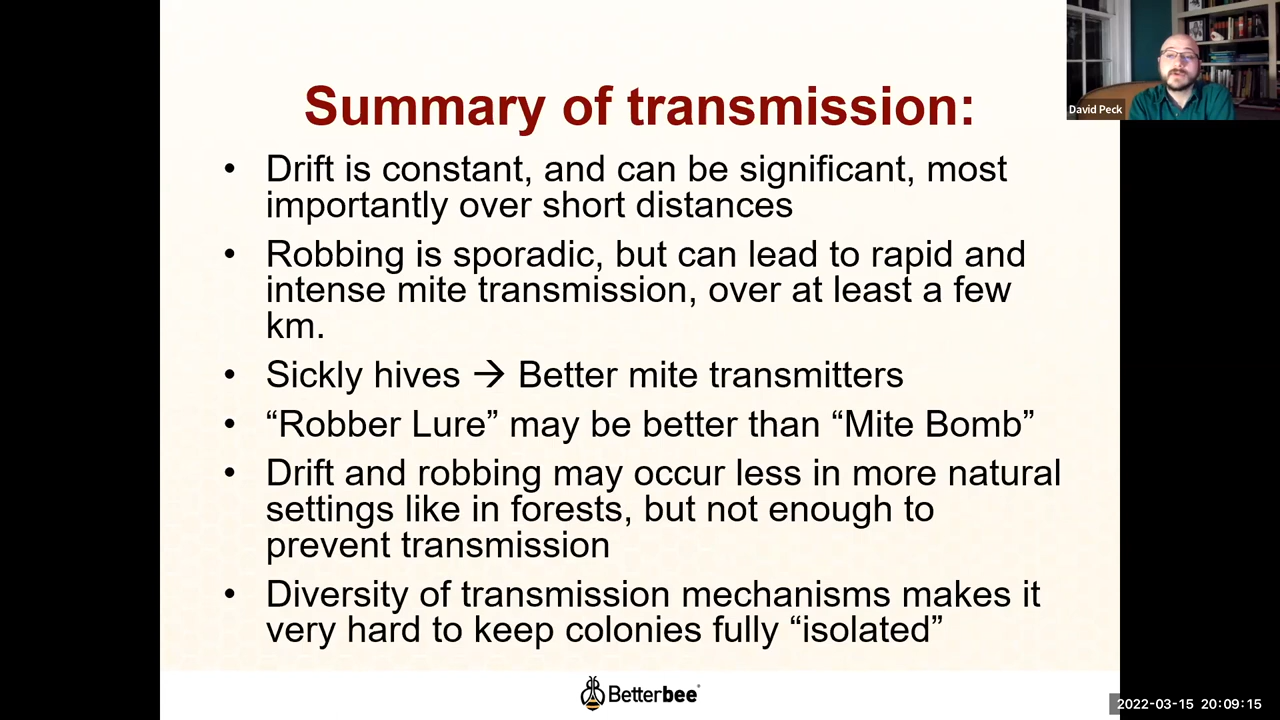 Summary of transmission:
David Peck
• Drift is constant, and can be significant, most
importantly over short distances
• Robbing is sporadic, but can lead to rapid and
intense mite transmission, over at least a few
km.
• Sickly hives → Better mite transmitters
• “Robber Lure” may be better than “Mite Bomb”
• Drift and robbing may occur less in more natural
settings like in forests, but not enough to
prevent transmission
• Diversity of transmission mechanisms makes it
very hard to keep colonies fully “isolated”
Betterbee
2022-03-15 20:09:15